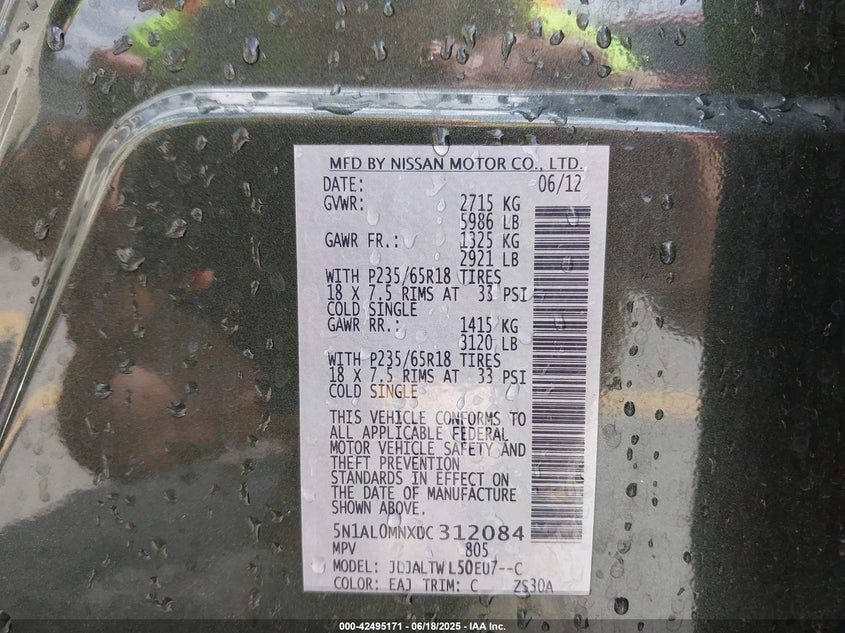 MFD BY NISSAN MOTOR CO., LTD.
DATE: 06/12
GVWR: 2715 KG
5986 LB
GAWR FR.: 1325 KG
2921 LB
WITH P235/65R18 TIRES
18 X 7.5 RIMS AT 33 PSI
COLD SINGLE
GAWR RR.: 1415 KG
3120 LB
WITH P235/65R18 TIRES
18 X 7.5 RIMS AT 33 PSI
COLD SINGLE
THIS VEHICLE CONFORMS TO
ALL APPLICABLE FEDERAL
MOTOR VEHICLE SAFETY AND
THEFT PREVENTION
STANDARDS IN EFFECT ON
THE DATE OF MANUFACTURE
SHOWN ABOVE.
5N1AL0MNXDC312084
MPV 805
MODEL: JDJALTWL50EU7--C
COLOR: EAJ TRIM: C ZS30A
000-42495171 - 06/18/2025 - IAA Inc.